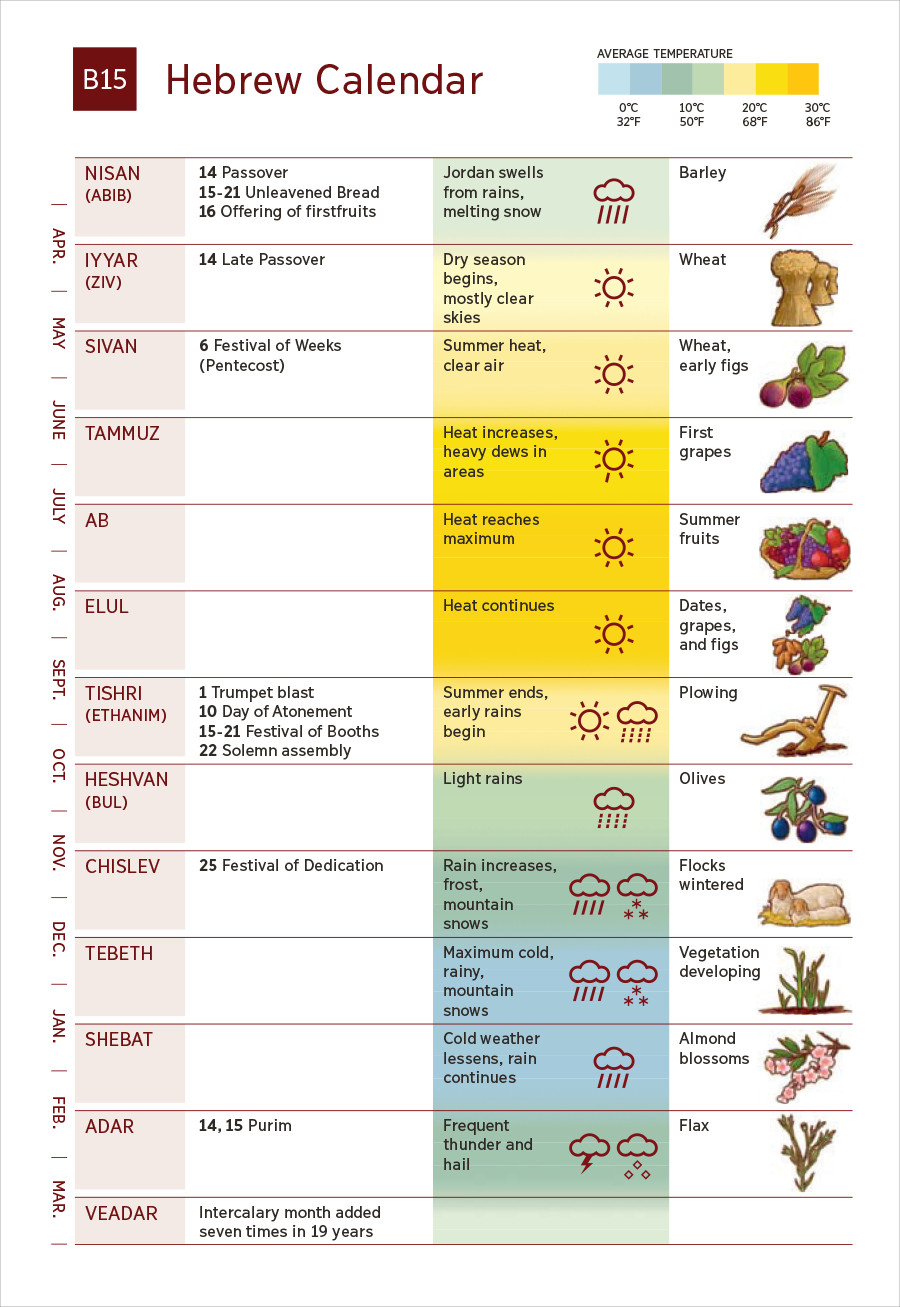 B15
Hebrew Calendar
AVERAGE TEMPERATURE
0°C 10°C 20°C 30°C
32°F 50°F 68°F 86°F
APR.
MAY
JUNE
JULY
AUG.
SEPT.
OCT.
NOV.
DEC.
JAN.
FEB.
MAR.
NISAN
(ABIB)
14 Passover
15-21 Unleavened Bread
16 Offering of firstfruits
Jordan swells
from rains,
melting snow
Barley
IYYAR
(ZIV)
14 Late Passover
Dry season
begins,
mostly clear
skies
Wheat
SIVAN
6 Festival of Weeks
(Pentecost)
Summer heat,
clear air
Wheat,
early figs
TAMMUZ
Heat increases,
heavy dews in
areas
First
grapes
AB
Heat reaches
maximum
Summer
fruits
ELUL
Heat continues
Dates,
grapes,
and figs
TISHRI
(ETHANIM)
1 Trumpet blast
10 Day of Atonement
15-21 Festival of Booths
22 Solemn assembly
Summer ends,
early rains
begin
Plowing
HESHVAN
(BUL)
Light rains
Olives
CHISLEV
25 Festival of Dedication
Rain increases,
frost,
mountain
snows
Flocks
wintered
TEBETH
Maximum cold,
rainy,
mountain
snows
Vegetation
developing
SHEBAT
Cold weather
lessens, rain
continues
Almond
blossoms
ADAR
14, 15 Purim
Frequent
thunder and
hail
Flax
VEADAR
Intercalary month added
seven times in 19 years